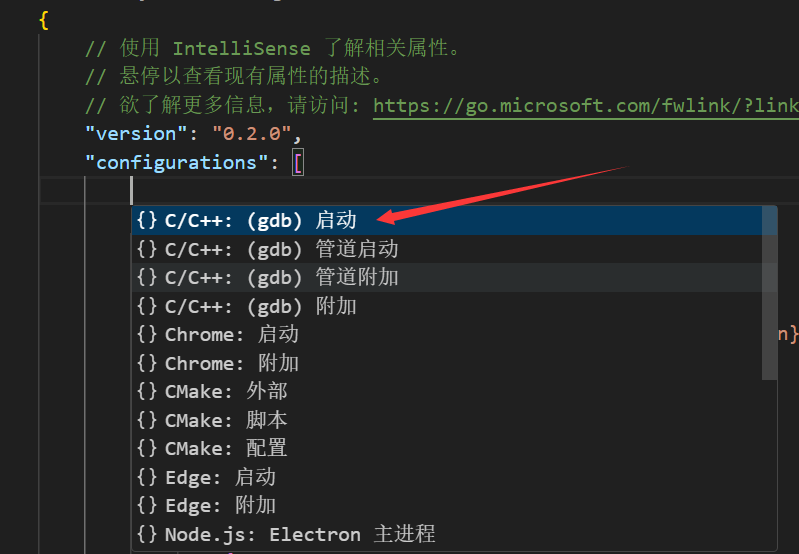 {
// 使用 IntelliSense 了解相关属性。
// 悬停以查看现有属性的描述。
// 欲了解更多信息，请访问: https://go.microsoft.com/fwlink/?link
"version": "0.2.0",
"configurations": [
{} C/C++: (gdb) 启动
{} C/C++: (gdb) 管道启动
{} C/C++: (gdb) 管道附加
{} C/C++: (gdb) 附加
{} Chrome: 启动
n}
{} Chrome: 附加
{} CMake: 外部
{} CMake: 脚本
{} CMake: 配置
{} Edge: 启动
{} Edge: 附加
{} Node.js: Electron 主进程